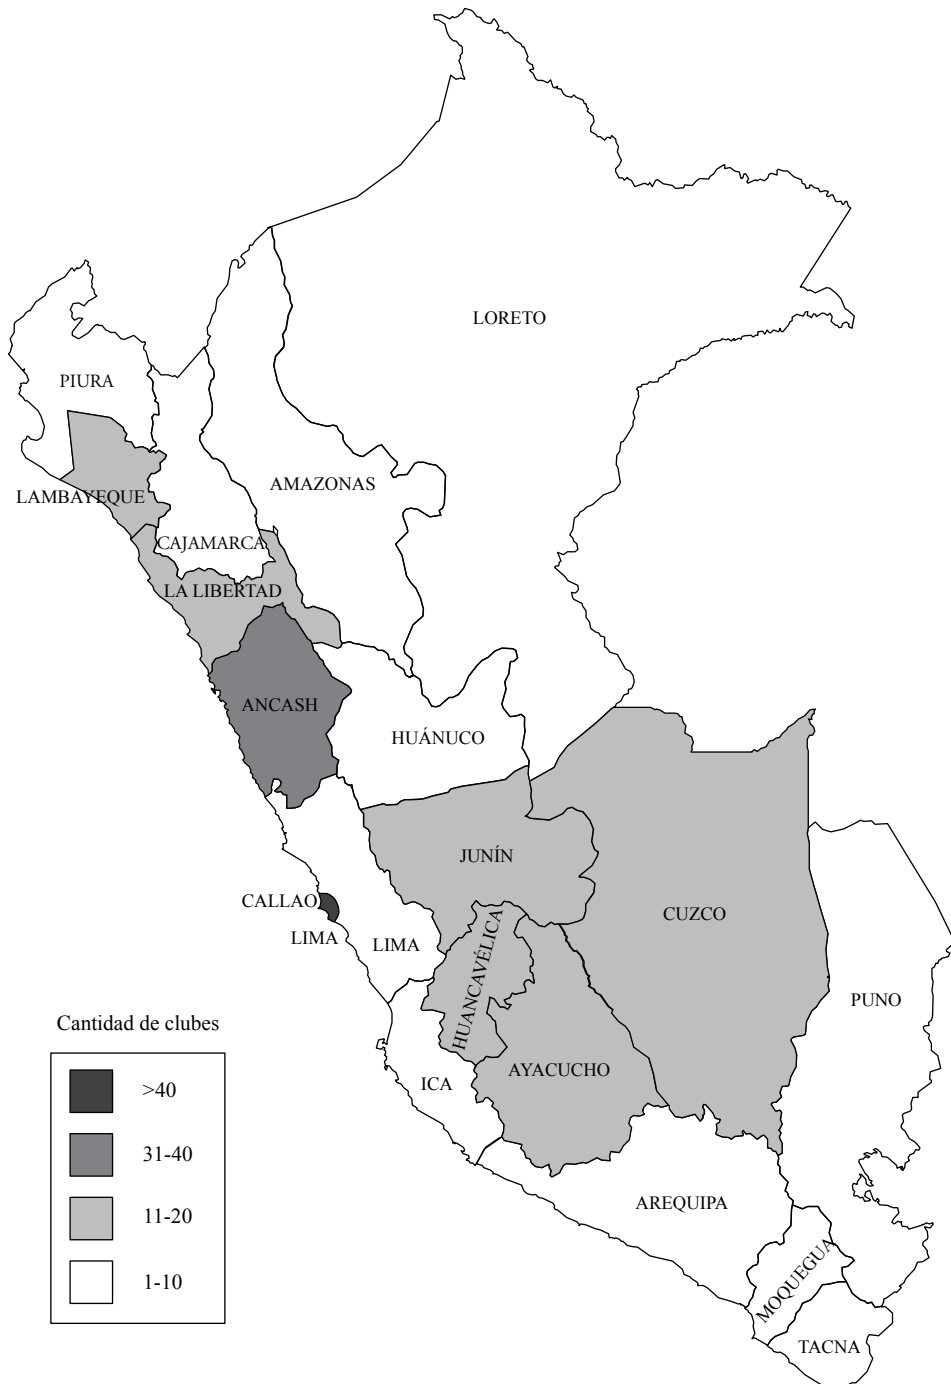 LORETO
PIURA
AMAZONAS
LAMBAYEQUE
CAJAMARCA
LA LIBERTAD
ANCASH
HUÁNUCO
JUNÍN
CALLAO
CUZCO
LIMA
LIMA
HUANCAVÉLICA
PUNO
AYACUCHO
ICA
AREQUIPA
MOQUEGUA
TACNA
Cantidad de clubes
>40
31-40
11-20
1-10